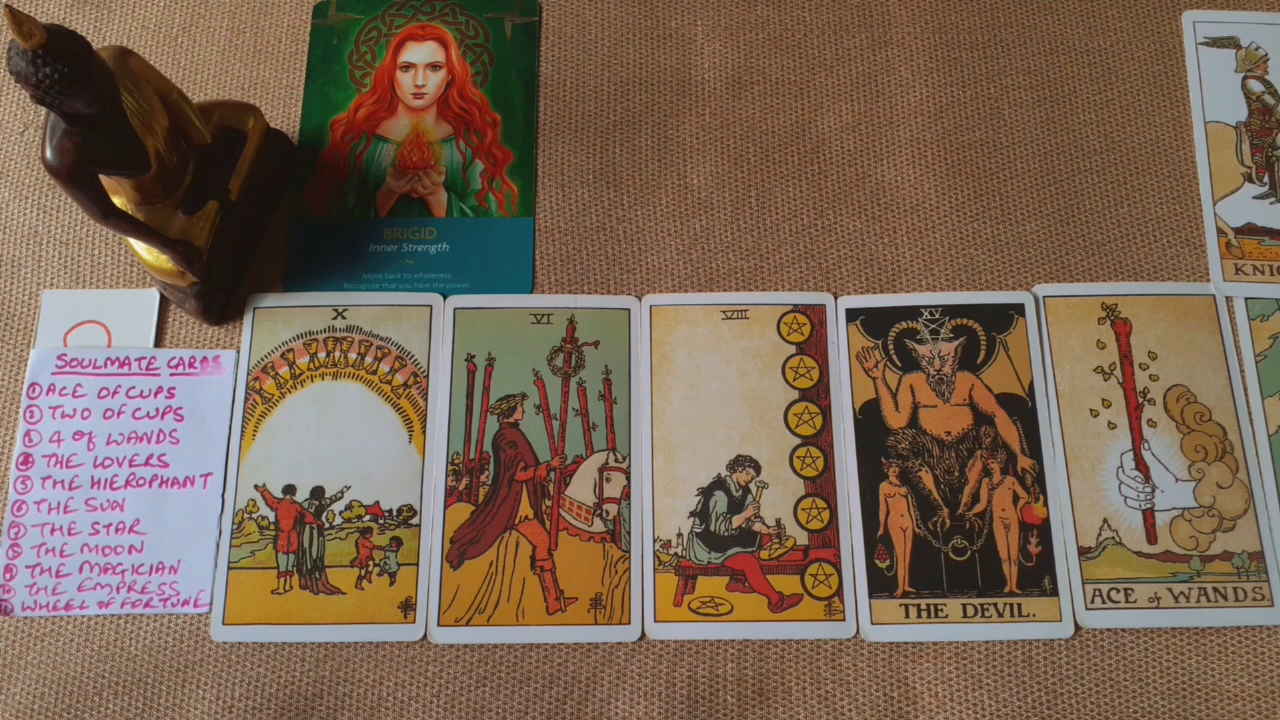 BRIGID
Inner Strength
Move back to wholeness.
Recognize that you have the power
KNIG
SOULMATE CARDS
① ACE OF CUPS
② TWO OF CUPS
③ 4 of WANDS
④ THE LOVERS
⑤ THE HIEROPHANT
⑥ THE SUN
⑦ THE STAR
⑧ THE MOON
⑨ THE MAGICIAN
⑩ THE EMPRESS
⑪ WHEEL OF FORTUNE
X
VI
VIII
XV
THE DEVIL.
ACE of WANDS.